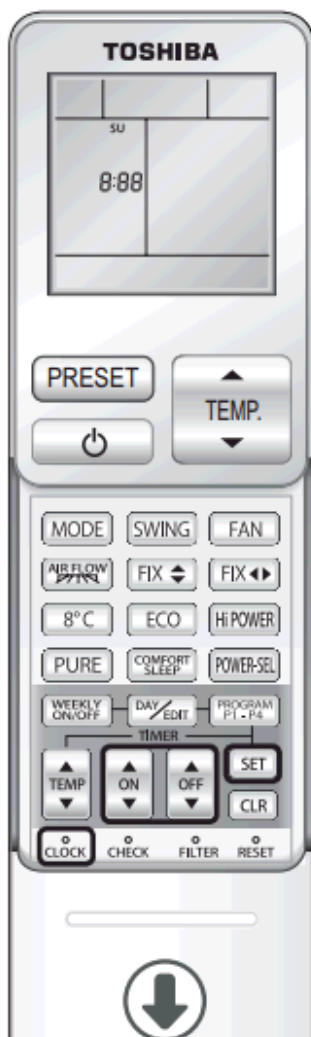 TOSHIBA
SU
8:88
PRESET
TEMP.
MODE SWING FAN
AIR FLOW FIX FIX
8°C ECO Hi POWER
PURE COMFORT SLEEP POWER-SEL
WEEKLY ON/OFF DAY/EDIT PROGRAM P1 - P4
TIMER
TEMP ON OFF SET
CLR
CLOCK CHECK FILTER RESET